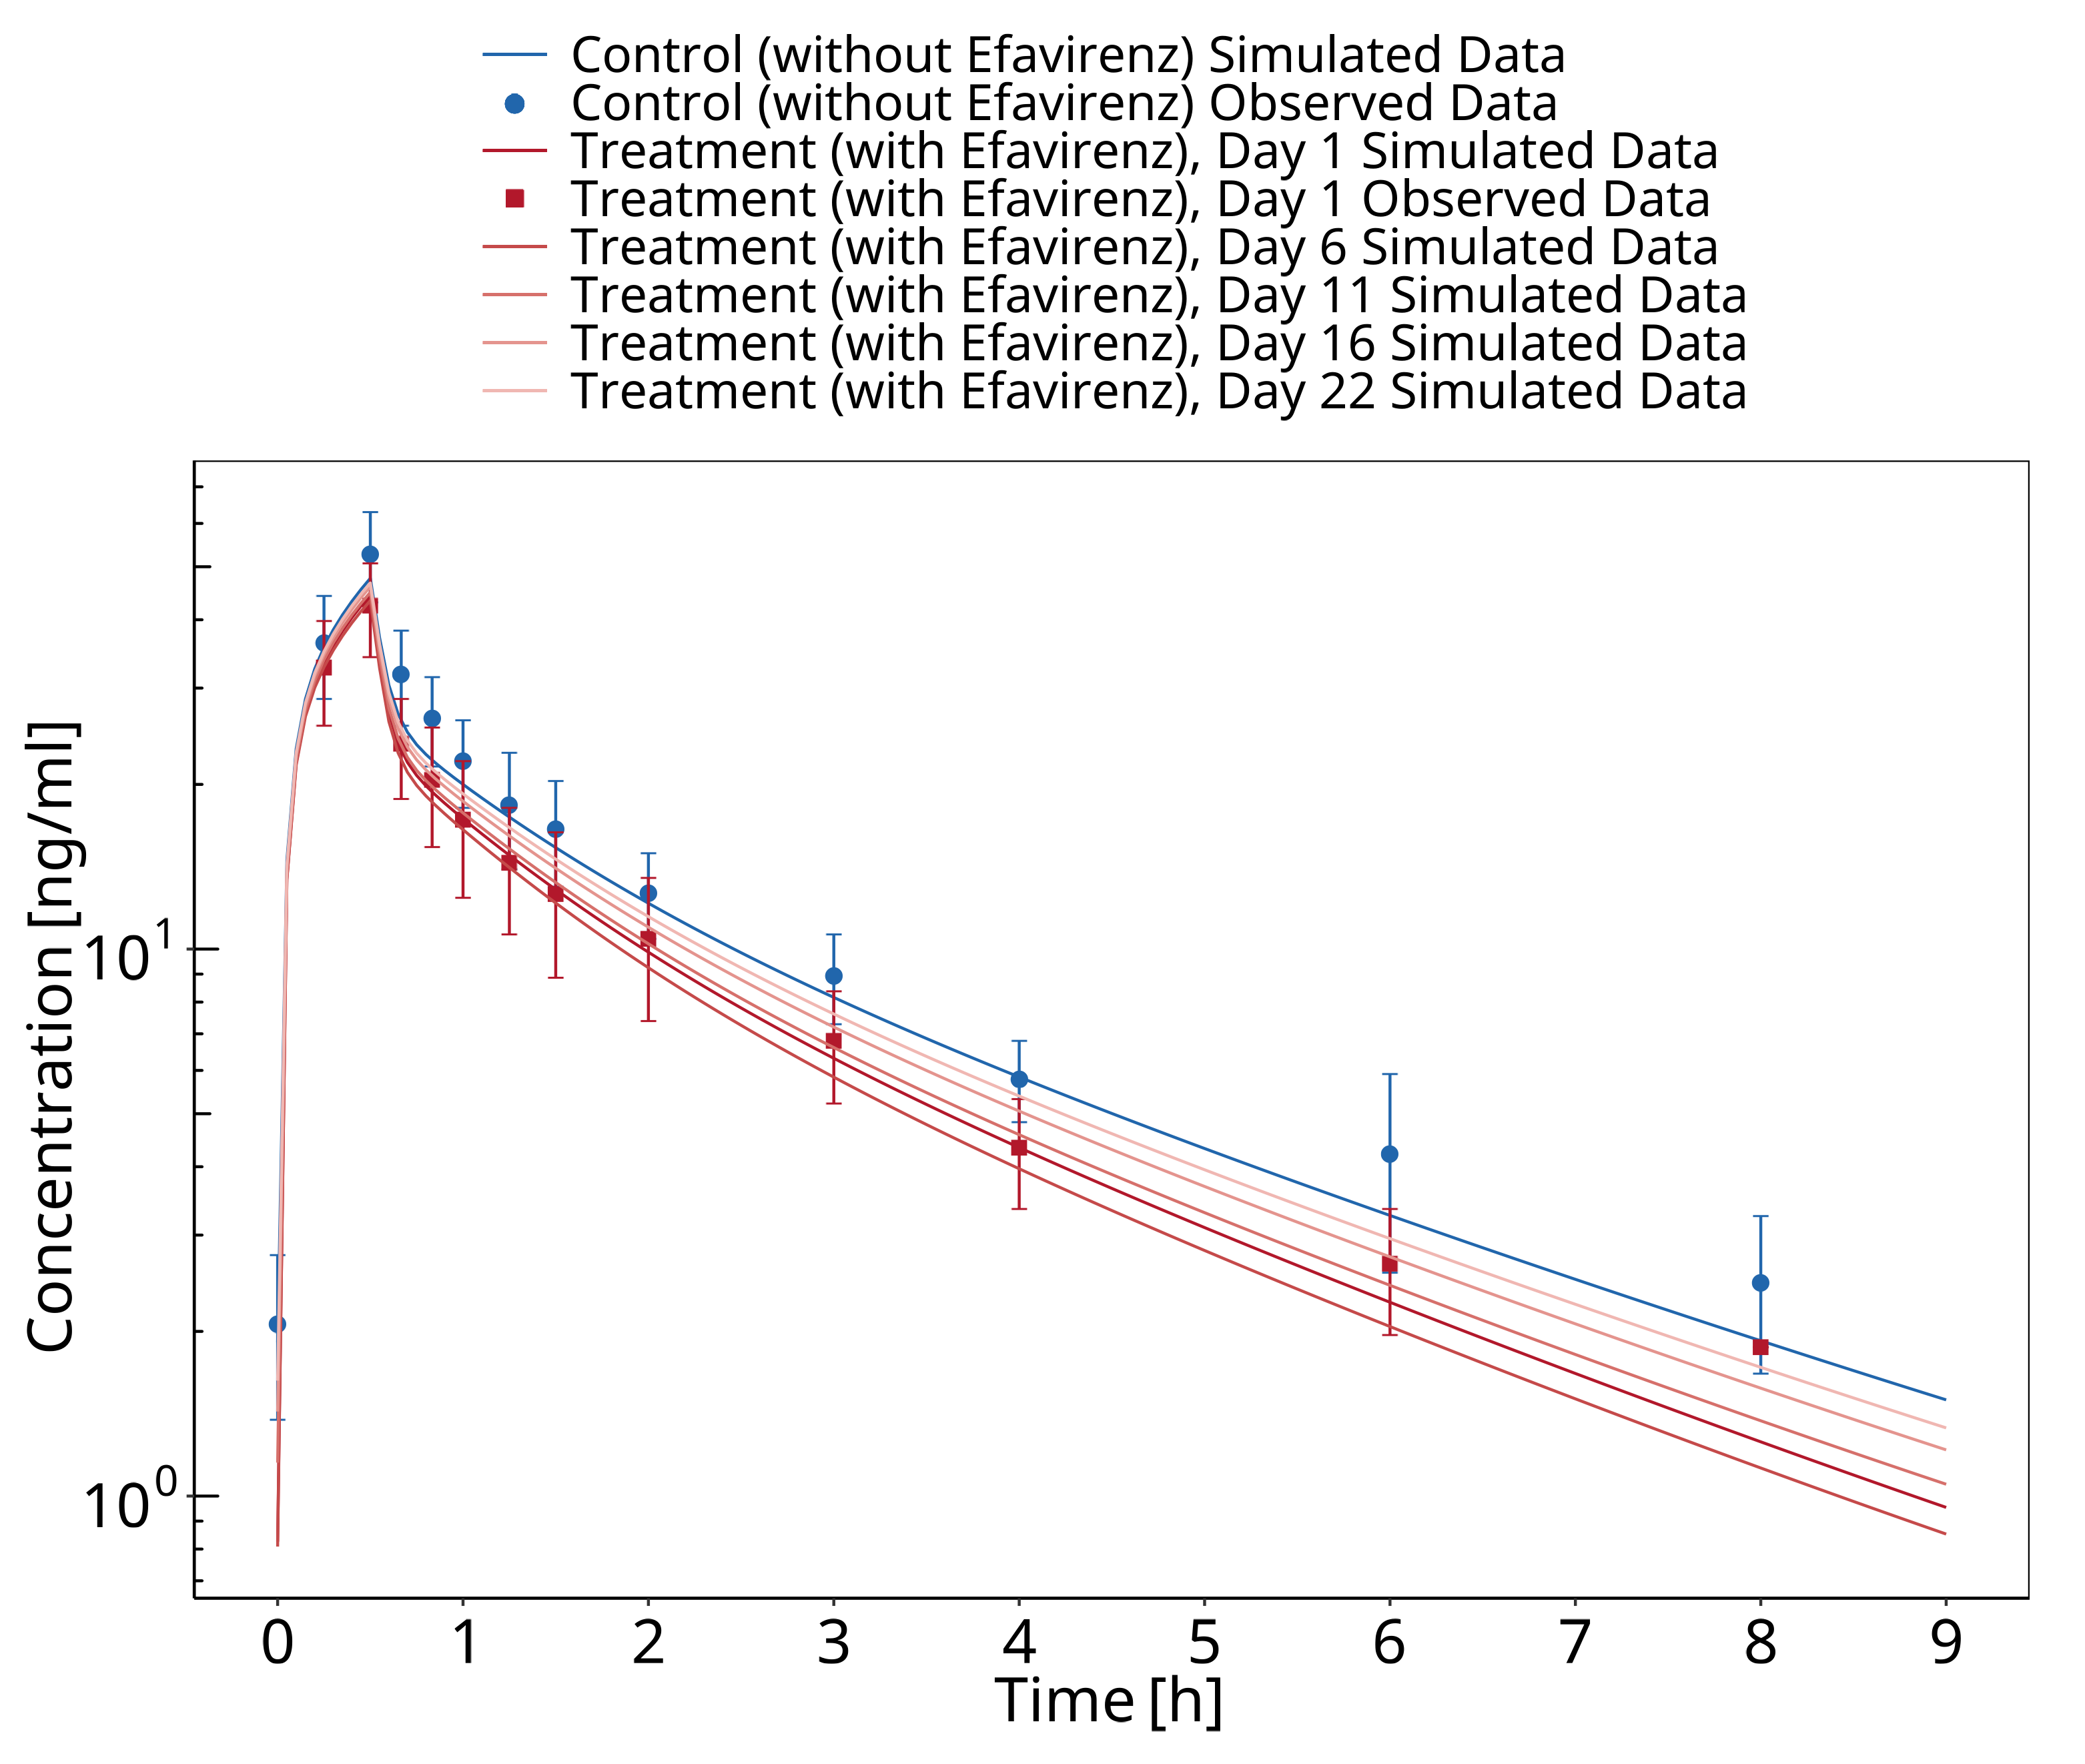 Control (without Efavirenz) Simulated Data
Control (without Efavirenz) Observed Data
Treatment (with Efavirenz), Day 1 Simulated Data
Treatment (with Efavirenz), Day 1 Observed Data
Treatment (with Efavirenz), Day 6 Simulated Data
Treatment (with Efavirenz), Day 11 Simulated Data
Treatment (with Efavirenz), Day 16 Simulated Data
Treatment (with Efavirenz), Day 22 Simulated Data
Concentration [ng/ml]
10¹
10⁰
0 1 2 3 4 5 6 7 8 9
Time [h]